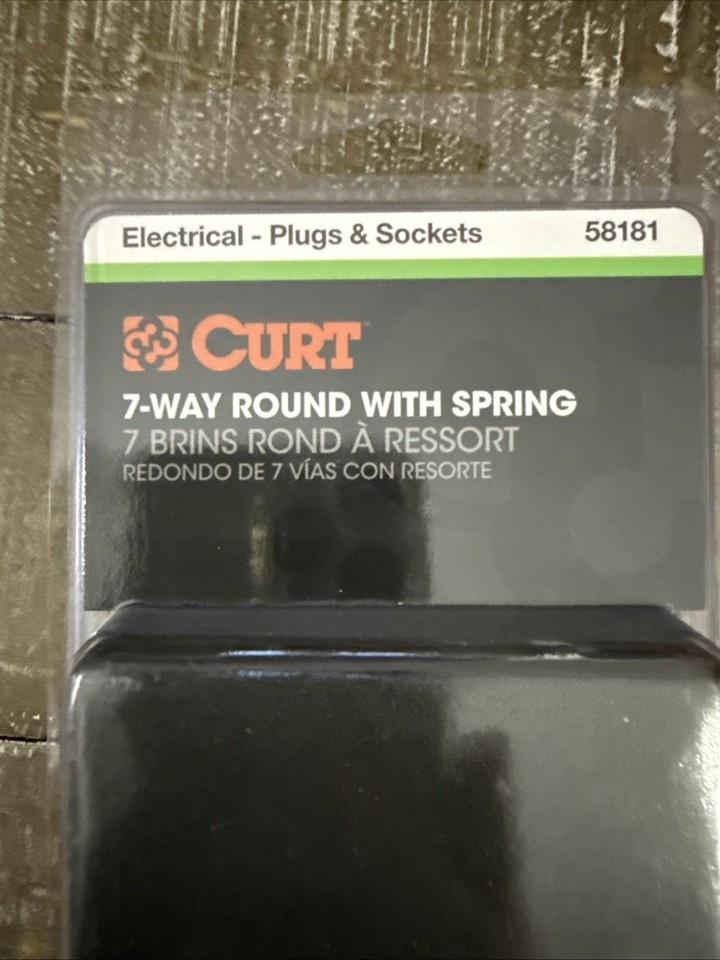 Electrical - Plugs & Sockets 58181
CURT
7-WAY ROUND WITH SPRING
7 BRINS ROND À RESSORT
REDONDO DE 7 VÍAS CON RESORTE